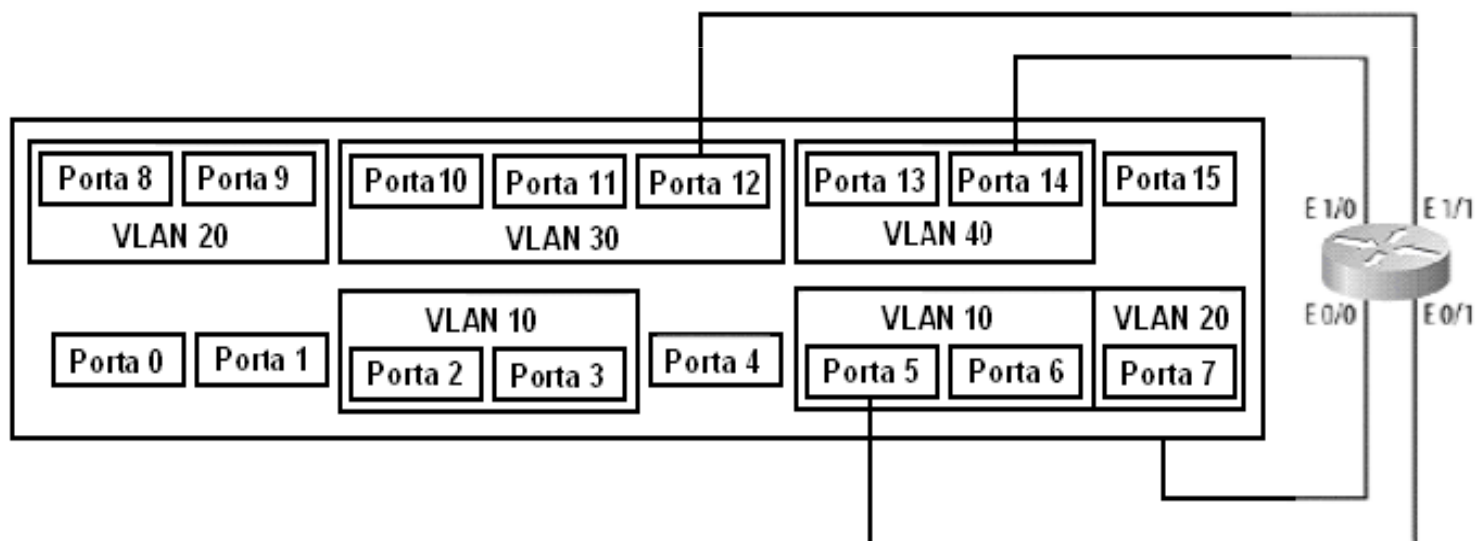 Porta 8 Porta 9 Porta 10 Porta 11 Porta 12 Porta 13 Porta 14 Porta 15
VLAN 20 VLAN 30 VLAN 40
E 1/0 E 1/1
E 0/0 E 0/1
VLAN 10 VLAN 10 VLAN 20
Porta 0 Porta 1 Porta 2 Porta 3 Porta 4 Porta 5 Porta 6 Porta 7